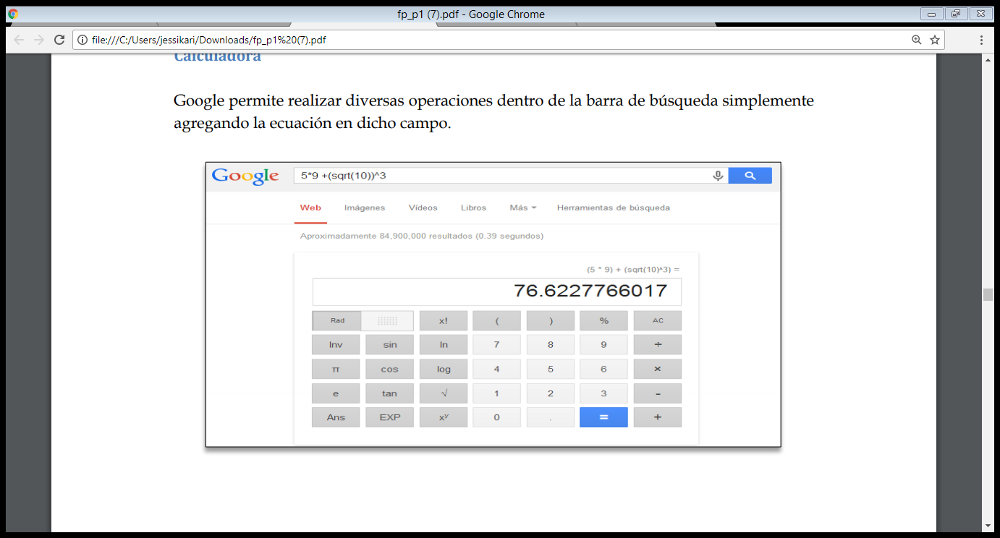 fp_p1 (7).pdf - Google Chrome
file:///C:/Users/jessikari/Downloads/fp_p1%20(7).pdf
Calculadora
Google permite realizar diversas operaciones dentro de la barra de búsqueda simplemente
agregando la ecuación en dicho campo.
Google 5*9 +(sqrt(10))^3
Web Imágenes Vídeos Libros Más Herramientas de búsqueda
Aproximadamente 84,900,000 resultados (0.39 segundos)
(5 * 9) + (sqrt(10)^3) =
76.6227766017
Rad x! ( ) % AC
Inv sin ln 7 8 9 ÷
π cos log 4 5 6 ×
e tan √ 1 2 3 -
Ans EXP xʸ 0 . = +